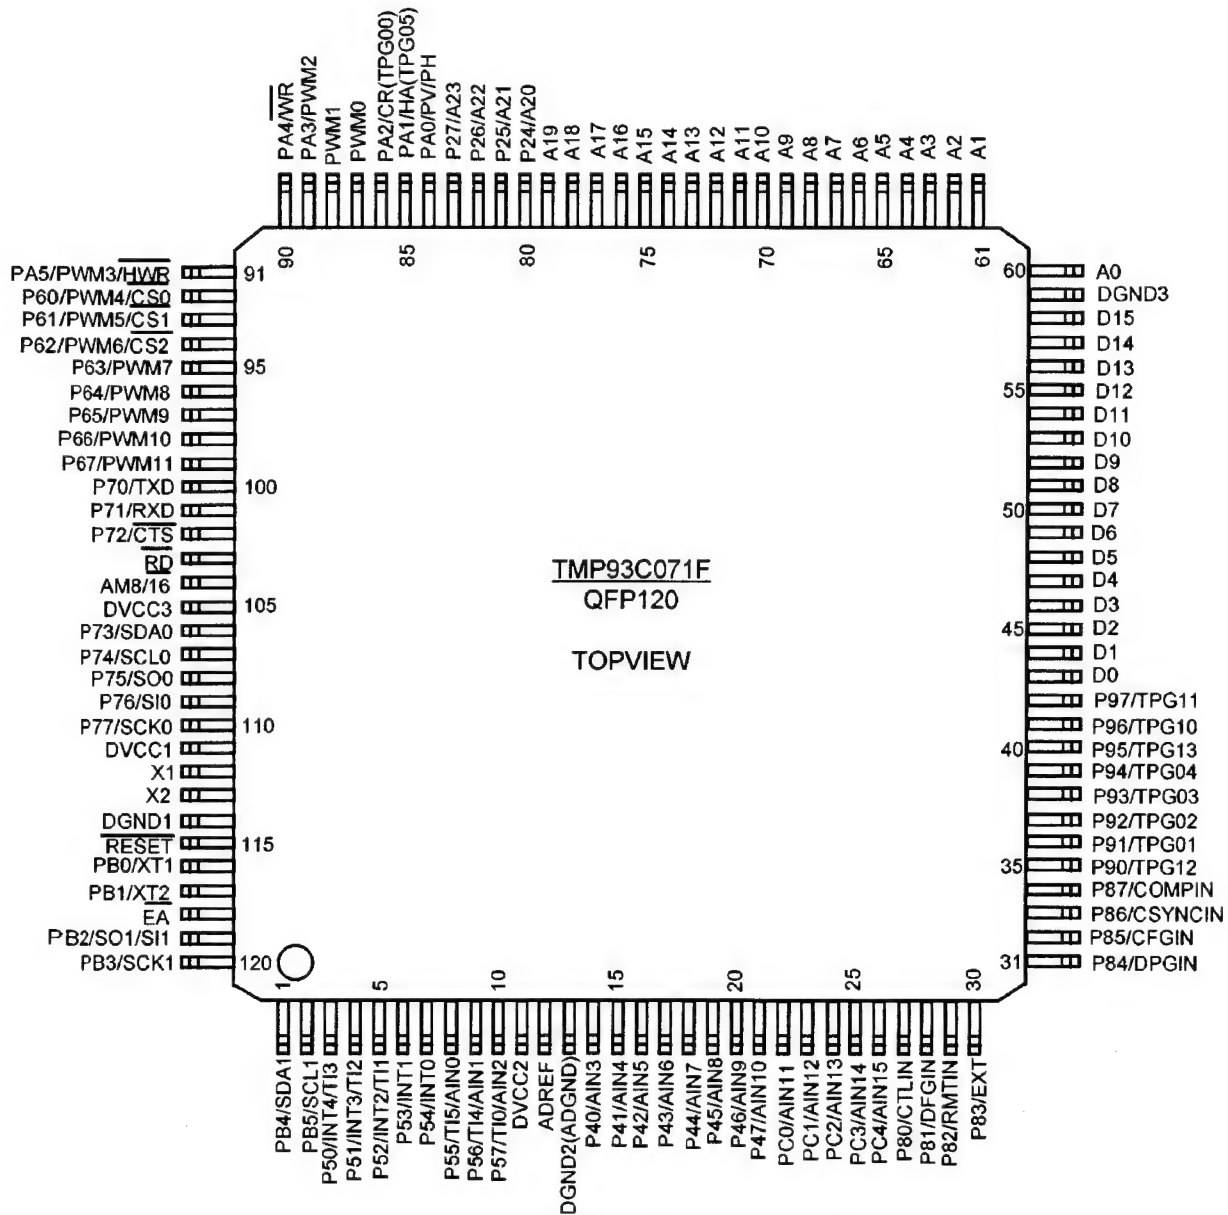 PA4/WR
PA3/PWM2
PWM1
PWM0
PA2/CR(TPG00)
PA1/HA(TPG05)
PA0/PV/PH
P27/A23
P26/A22
P25/A21
P24/A20
A19
A18
A17
A16
A15
A14
A13
A12
A11
A10
A9
A8
A7
A6
A5
A4
A3
A2
A1
90
85
80
75
70
65
61
PA5/PWM3/HWR
P60/PWM4/CS0
P61/PWM5/CS1
P62/PWM6/CS2
P63/PWM7
P64/PWM8
P65/PWM9
P66/PWM10
P67/PWM11
P70/TXD
P71/RXD
P72/CTS
RD
AM8/16
DVCC3
P73/SDA0
P74/SCL0
P75/SO0
P76/SI0
P77/SCK0
DVCC1
X1
X2
DGND1
RESET
PB0/XT1
PB1/XT2
EA
PB2/SO1/SI1
PB3/SCK1
91
95
100
105
110
115
120
TMP93C071F
QFP120
TOPVIEW
60
55
50
45
40
35
31
A0
DGND3
D15
D14
D13
D12
D11
D10
D9
D8
D7
D6
D5
D4
D3
D2
D1
D0
P97/TPG11
P96/TPG10
P95/TPG13
P94/TPG04
P93/TPG03
P92/TPG02
P91/TPG01
P90/TPG12
P87/COMPIN
P86/CSYNCIN
P85/CFGIN
P84/DPGIN
1
5
10
15
20
25
30
PB4/SDA1
PB5/SCL1
P50/INT4/TI3
P51/INT3/TI2
P52/INT2/TI1
P53/INT1
P54/INT0
P55/TI5/AIN0
P56/TI4/AIN1
P57/TI0/AIN2
DVCC2
ADREF
DGND2(ADGND)
P40/AIN3
P41/AIN4
P42/AIN5
P43/AIN6
P44/AIN7
P45/AIN8
P46/AIN9
P47/AIN10
PC0/AIN11
PC1/AIN12
PC2/AIN13
PC3/AIN14
PC4/AIN15
P80/CTLIN
P81/DFGIN
P82/RMTIN
P83/EXT